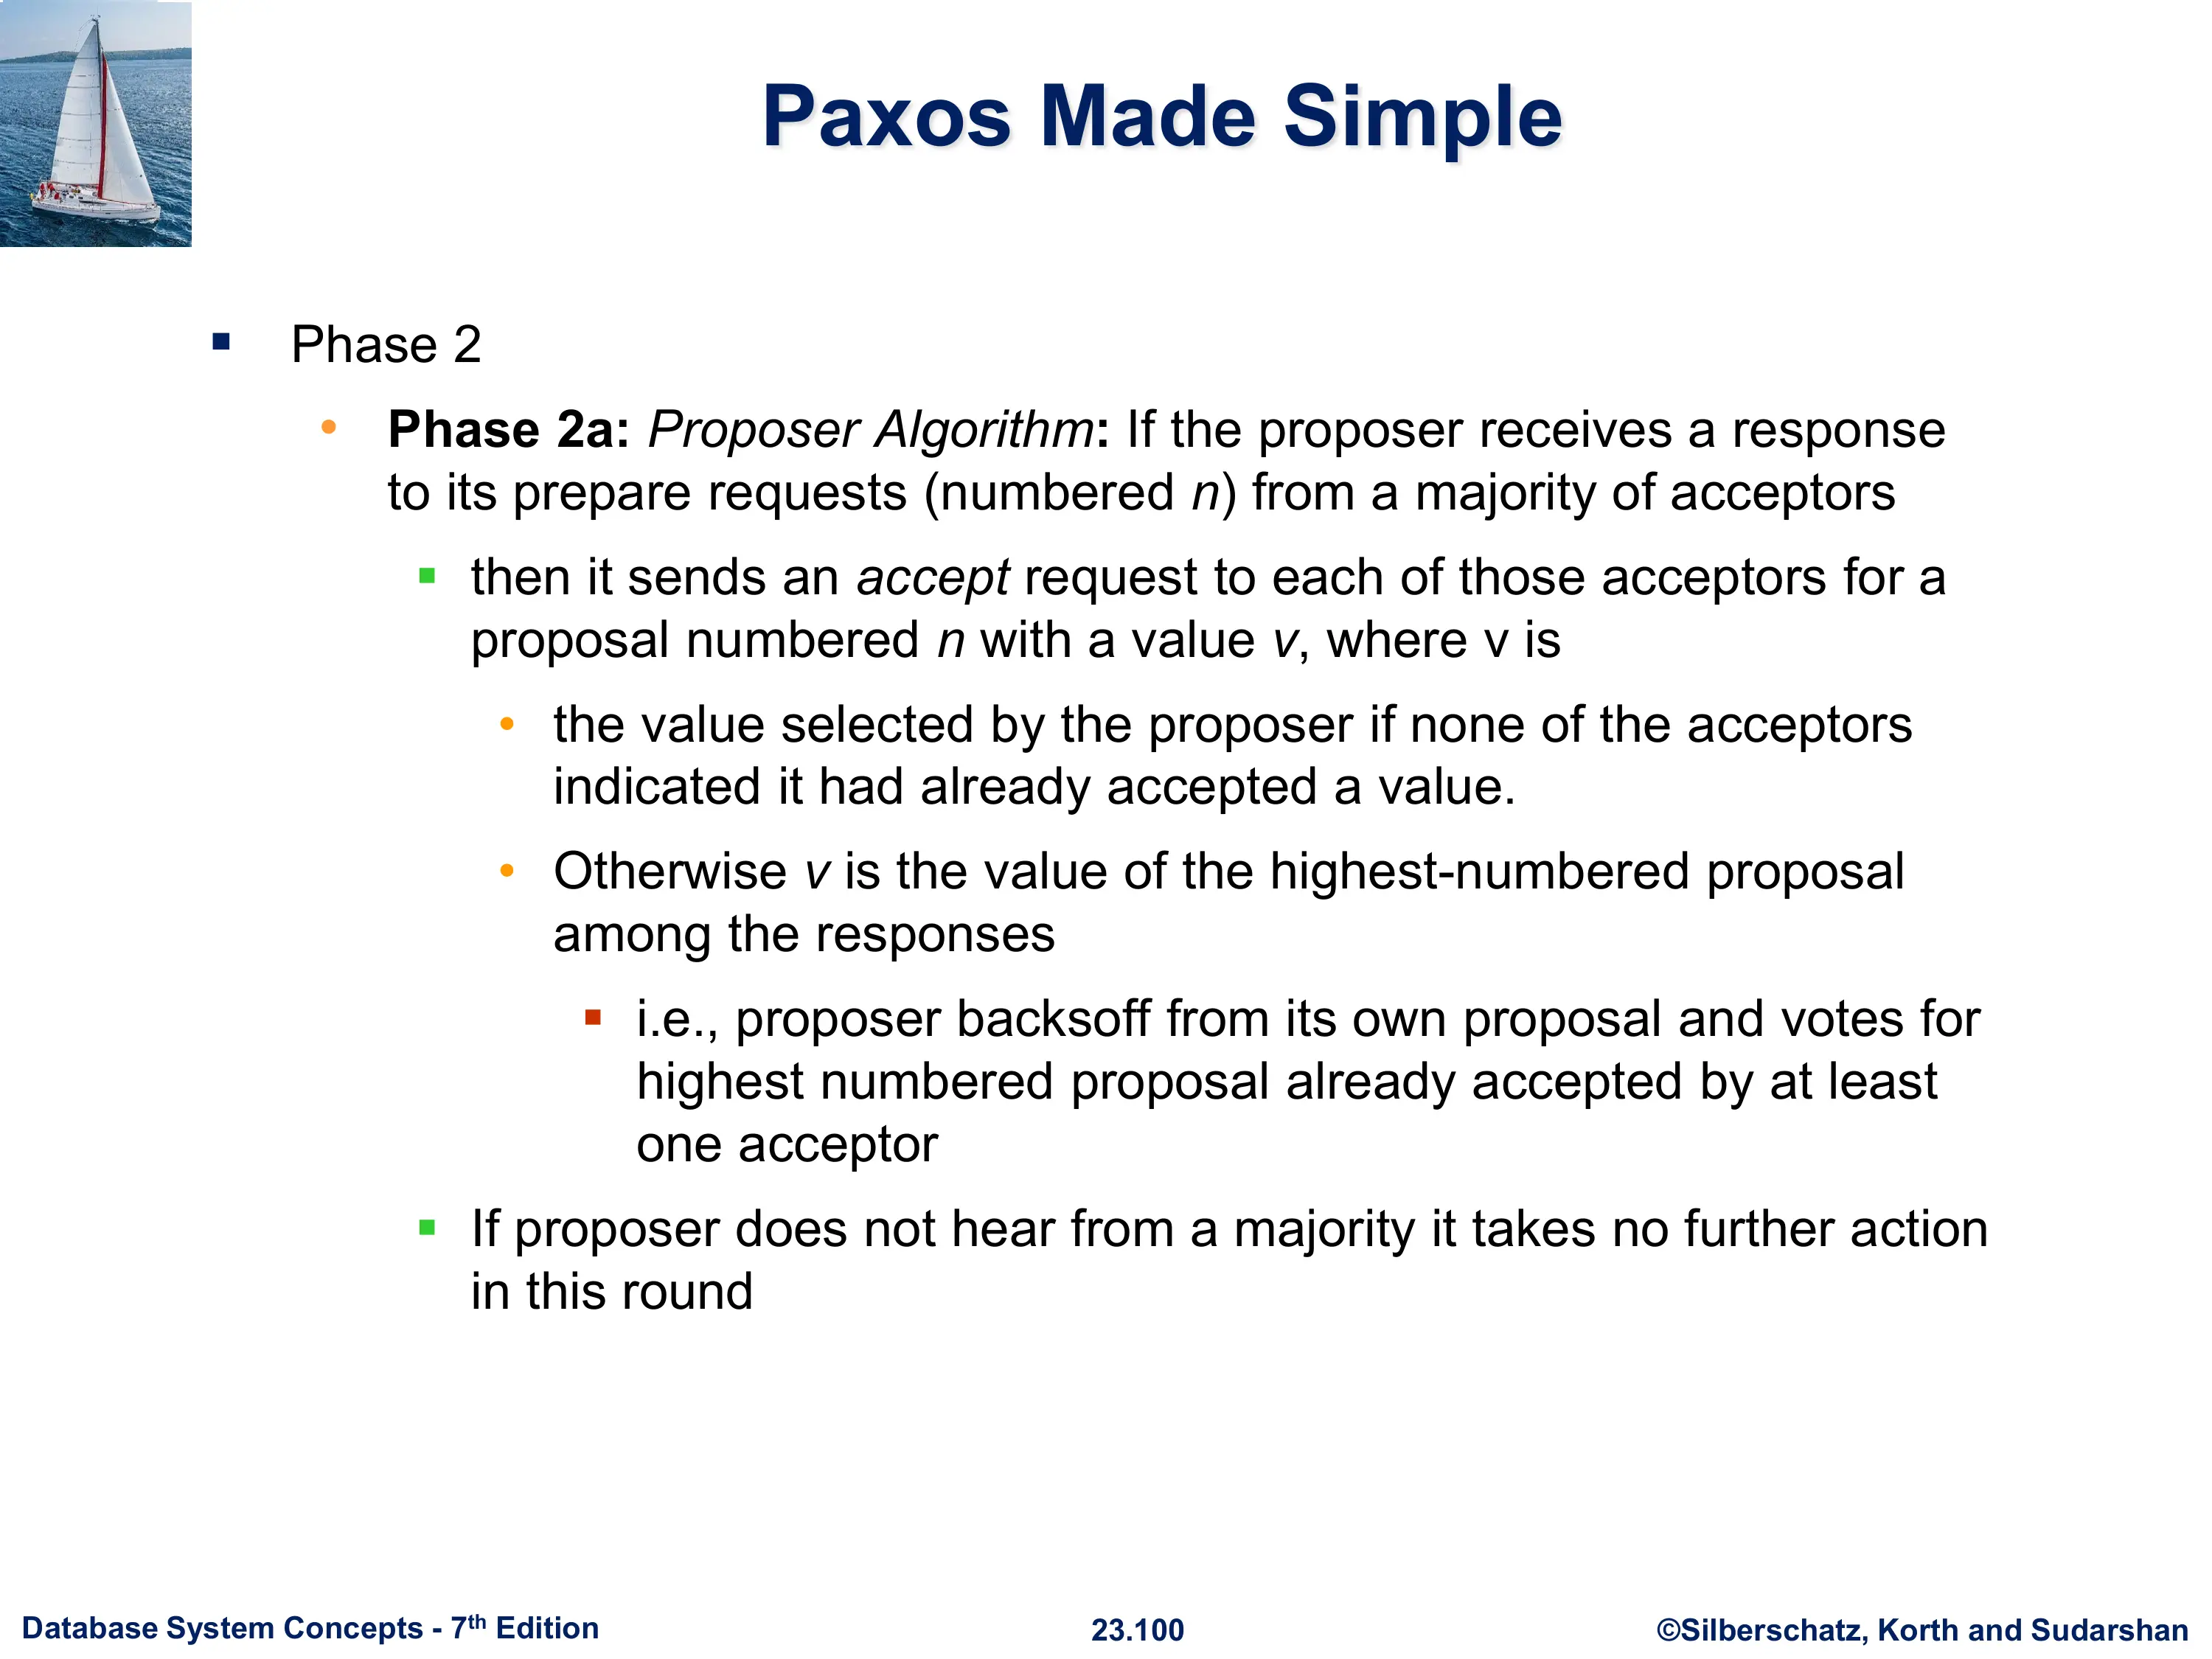 Paxos Made Simple
▪ Phase 2
• Phase 2a: Proposer Algorithm: If the proposer receives a response
to its prepare requests (numbered n) from a majority of acceptors
▪ then it sends an accept request to each of those acceptors for a
proposal numbered n with a value v, where v is
• the value selected by the proposer if none of the acceptors
indicated it had already accepted a value.
• Otherwise v is the value of the highest-numbered proposal
among the responses
▪ i.e., proposer backsoff from its own proposal and votes for
highest numbered proposal already accepted by at least
one acceptor
▪ If proposer does not hear from a majority it takes no further action
in this round
Database System Concepts - 7th Edition
23.100
©Silberschatz, Korth and Sudarshan